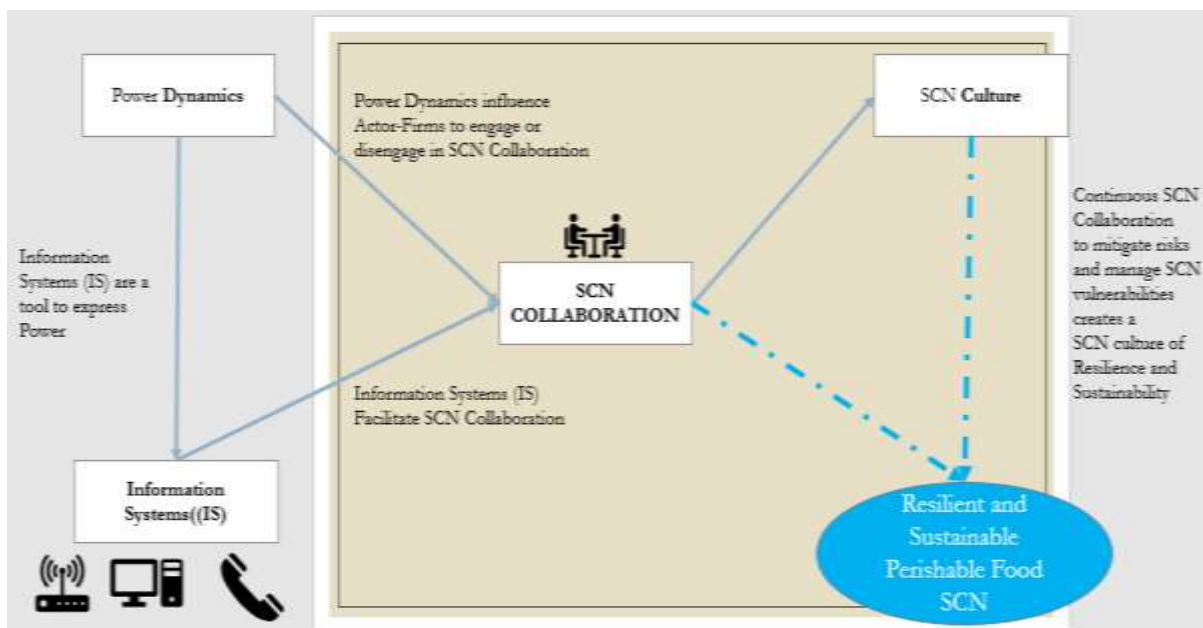 Power Dynamics
SCN Culture
Power Dynamics influence
Actor-Firms to engage or
disengage in SCN Collaboration
Information
Systems (IS) are a
tool to express
Power
SCN
COLLABORATION
Continuous SCN
Collaboration
to mitigate risks
and manage SCN
vulnerabilities
creates a
SCN culture of
Resilience and
Sustainability
Information Systems (IS)
Facilitate SCN Collaboration
Information
Systems((IS)
Resilient and
Sustainable
Perishable Food
SCN